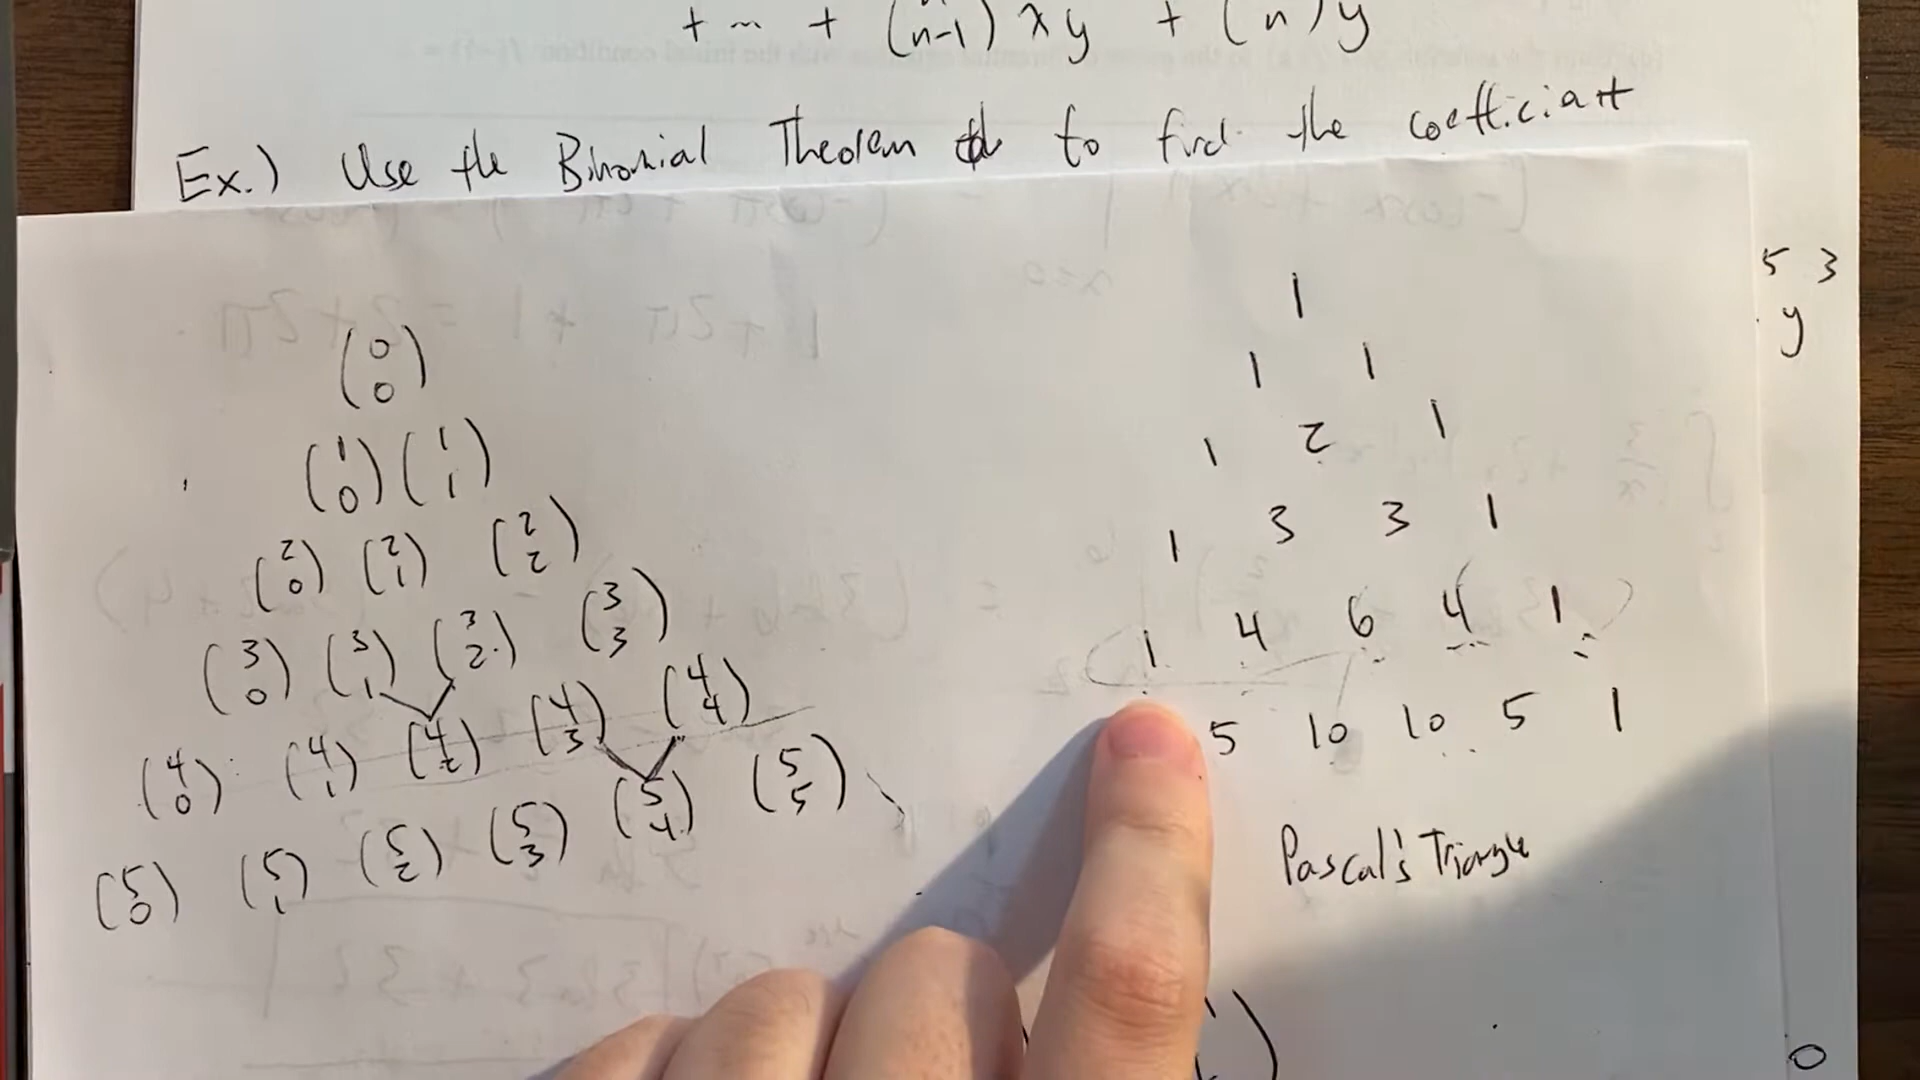 + ... + (n n-1) x y + (n) y
Ex.) Use the Binomial Theorem to find the coefficient
5 3
y
(0 0)
(1 0) (1 1)
(2 0) (2 1) (2 2)
(3 0) (3 1) (3 2) (3 3)
(4 0) (4 1) (4 2) (4 3) (4 4)
(5 0) (5 1) (5 2) (5 3) (5 4) (5 5)
1
1 1
1 2 1
1 3 3 1
1 4 6 4 1
5 10 10 5 1
Pascal's Triangle
0